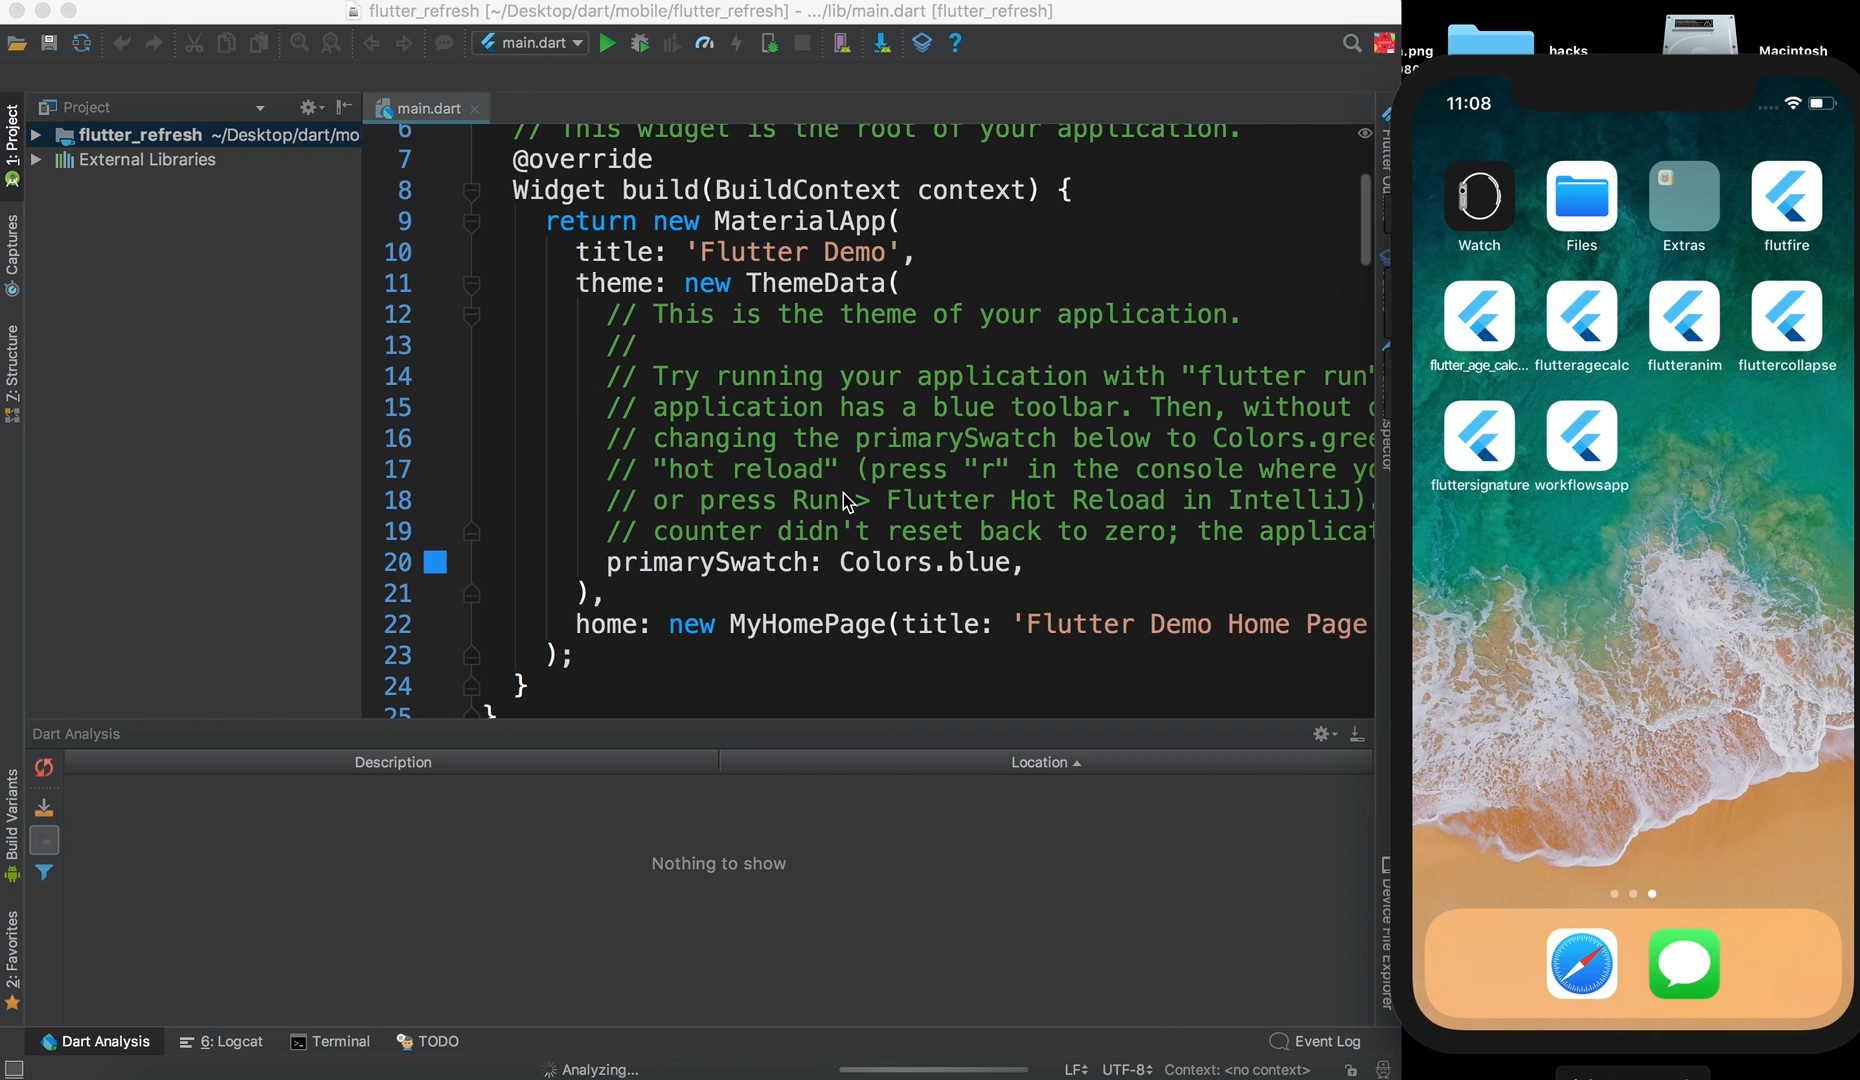 flutter_refresh [~/Desktop/dart/mobile/flutter_refresh] - .../lib/main.dart [flutter_refresh]
main.dart
Project
main.dart
flutter_refresh ~/Desktop/dart/mo
External Libraries
1: Project
Captures
7: Structure
Build Variants
2: Favorites
6 // This widget is the root of your application.
7 @override
8 Widget build(BuildContext context) {
9 return new MaterialApp(
10 title: 'Flutter Demo',
11 theme: new ThemeData(
12 // This is the theme of your application.
13 //
14 // Try running your application with "flutter run"
15 // application has a blue toolbar. Then, without
16 // changing the primarySwatch below to Colors.gree
17 // "hot reload" (press "r" in the console where yo
18 // or press Run > Flutter Hot Reload in IntelliJ).
19 // counter didn't reset back to zero; the applicat
20 primarySwatch: Colors.blue,
21 ),
22 home: new MyHomePage(title: 'Flutter Demo Home Page
23 );
24 }
25 }
Device File Explorer
Dart Analysis
Description Location
Nothing to show
Dart Analysis 6: Logcat Terminal TODO Event Log
Analyzing... LF UTF-8 Context: <no context>
.png
hacks
Macintosh
11:08
Watch Files Extras flutfire
flutter_age_calc... flutteragecalc flutteranim fluttercollapse
fluttersignature workflowsapp